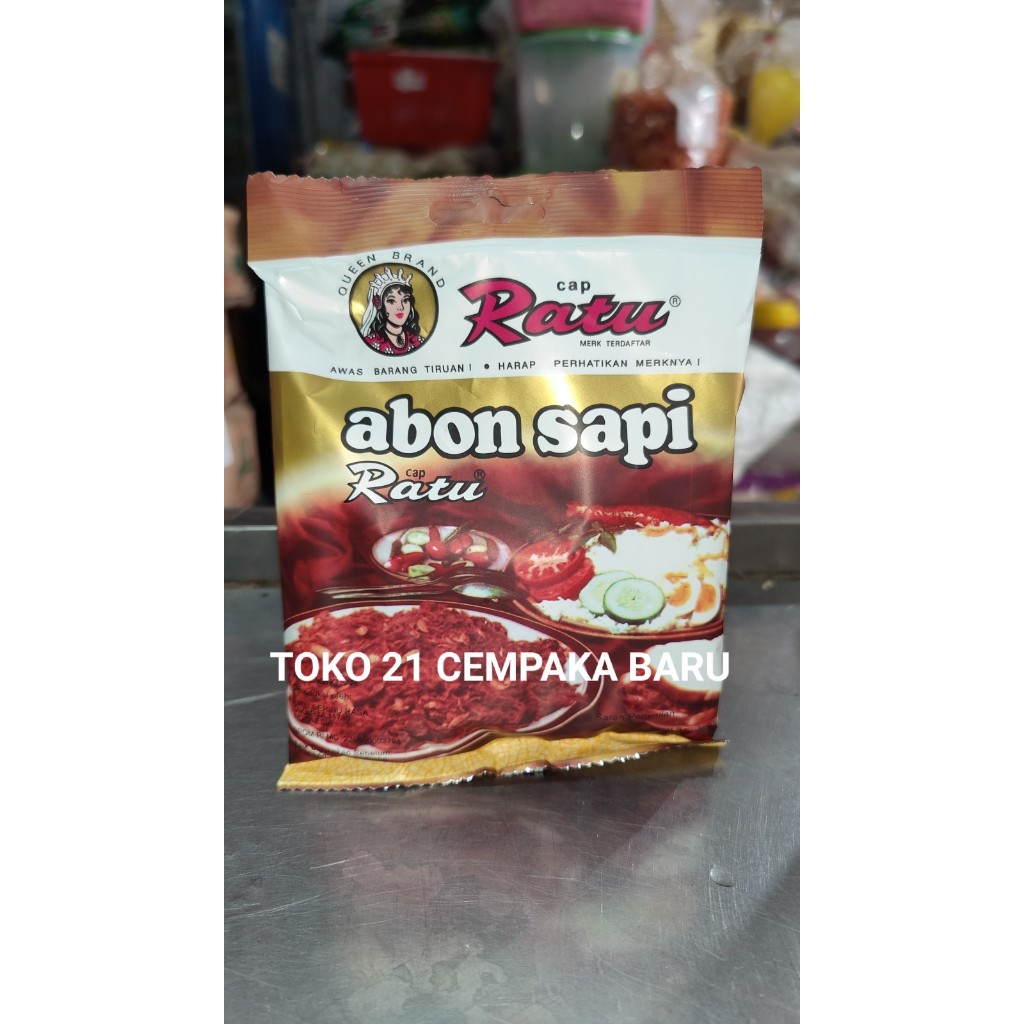 QUEEN BRAND
cap
Ratu®
MERK TERDAFTAR
AWAS BARANG TIRUAN! • HARAP PERHATIKAN MERKNYA!
abon sapi
cap
Ratu®
TOKO 21 CEMPAKA BARU